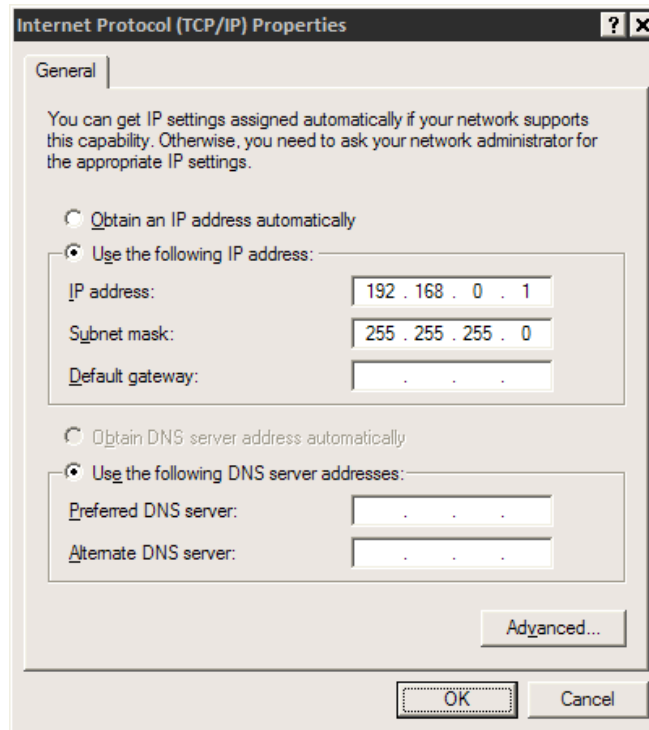 Internet Protocol (TCP/IP) Properties
? X
General
You can get IP settings assigned automatically if your network supports
this capability. Otherwise, you need to ask your network administrator for
the appropriate IP settings.
Obtain an IP address automatically
Use the following IP address:
IP address: 192 . 168 . 0 . 1
Subnet mask: 255 . 255 . 255 . 0
Default gateway: . . .
Obtain DNS server address automatically
Use the following DNS server addresses:
Preferred DNS server: . . .
Alternate DNS server: . . .
Advanced...
OK Cancel